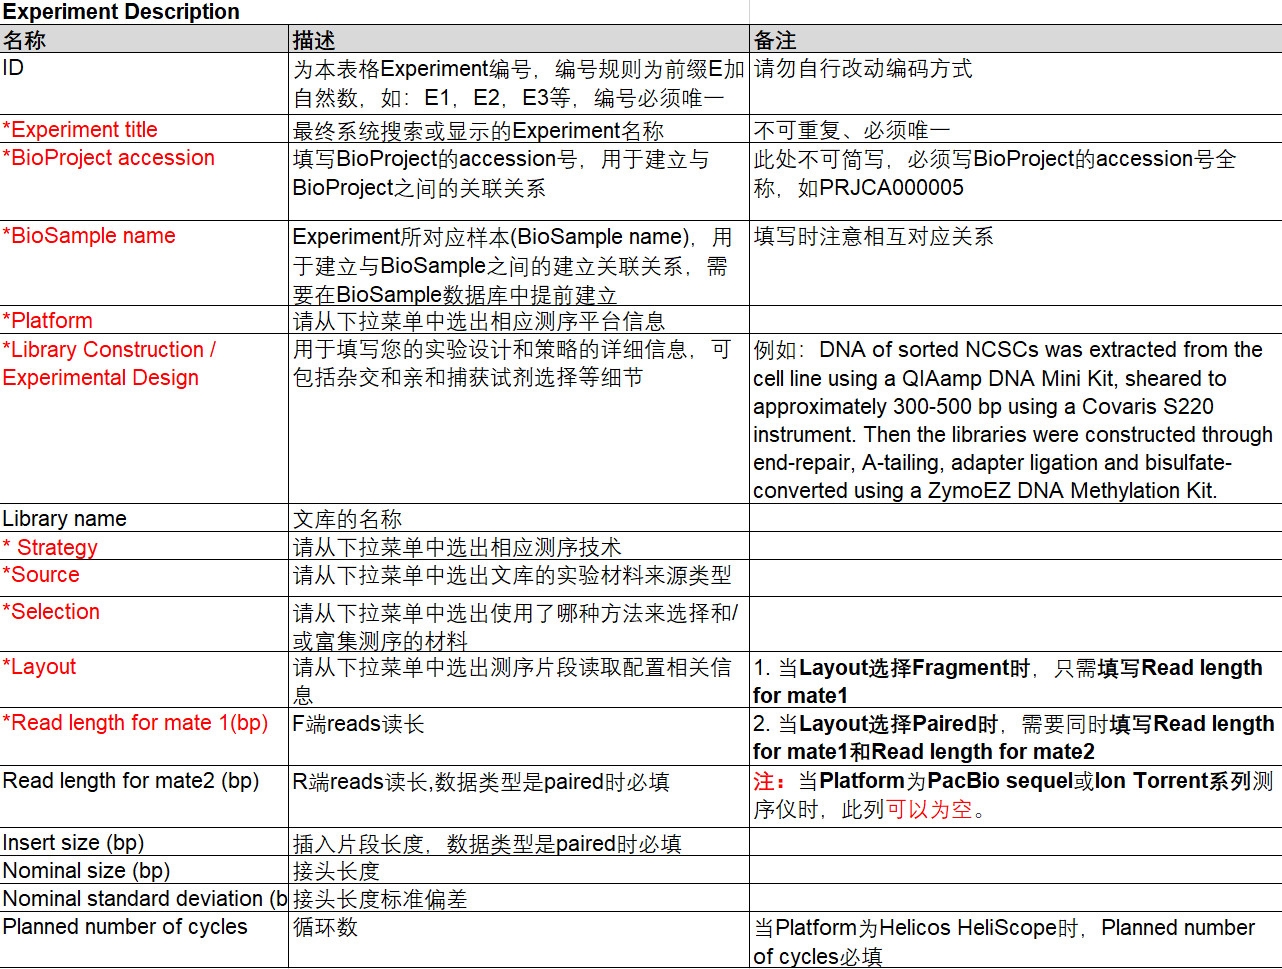 Experiment Description
名称 描述 备注
ID 为本表格Experiment编号，编号规则为前缀E加 请勿自行改动编码方式
自然数，如：E1，E2，E3等，编号必须唯一
*Experiment title 最终系统搜索或显示的Experiment名称 不可重复、必须唯一
*BioProject accession 填写BioProject的accession号，用于建立与 此处不可简写，必须写BioProject的accession号全
BioProject之间的关联关系 称，如PRJCA000005
*BioSample name Experiment所对应样本(BioSample name)，用 填写时注意相互对应关系
于建立与BioSample之间的建立关联关系，需
要在BioSample数据库中提前建立
*Platform 请从下拉菜单中选出相应测序平台信息
*Library Construction / 用于填写您的实验设计和策略的详细信息，可 例如：DNA of sorted NCSCs was extracted from the
Experimental Design 包括杂交和亲和捕获试剂选择等细节 cell line using a QIAamp DNA Mini Kit, sheared to
approximately 300-500 bp using a Covaris S220
instrument. Then the libraries were constructed through
end-repair, A-tailing, adapter ligation and bisulfate-
converted using a ZymoEZ DNA Methylation Kit.
Library name 文库的名称
* Strategy 请从下拉菜单中选出相应测序技术
*Source 请从下拉菜单中选出文库的实验材料来源类型
*Selection 请从下拉菜单中选出使用了哪种方法来选择和/
或富集测序的材料
*Layout 请从下拉菜单中选出测序片段读取配置相关信 1. 当Layout选择Fragment时，只需填写Read length
息 for mate1
*Read length for mate 1(bp) F端reads读长 2. 当Layout选择Paired时，需要同时填写Read length
for mate1和Read length for mate2
Read length for mate2 (bp) R端reads读长,数据类型是paired时必填 注：当Platform为PacBio sequel或Ion Torrent系列测
序仪时，此列可以为空。
Insert size (bp) 插入片段长度，数据类型是paired时必填
Nominal size (bp) 接头长度
Nominal standard deviation (b 接头长度标准偏差
Planned number of cycles 循环数 当Platform为Helicos HeliScope时，Planned number
of cycles必填